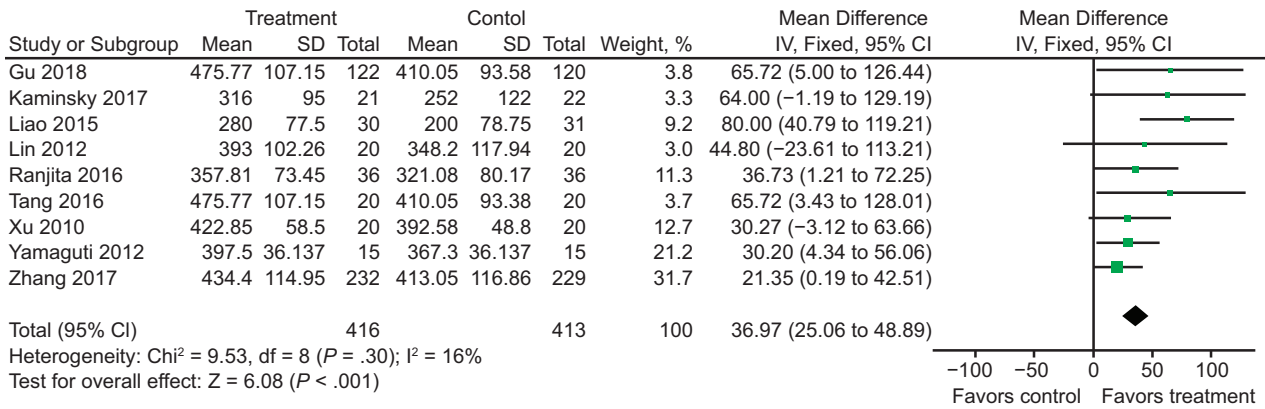 Treatment Contol Mean Difference Mean Difference
Study or Subgroup Mean SD Total Mean SD Total Weight, % IV, Fixed, 95% CI IV, Fixed, 95% CI
Gu 2018 475.77 107.15 122 410.05 93.58 120 3.8 65.72 (5.00 to 126.44)
Kaminsky 2017 316 95 21 252 122 22 3.3 64.00 (−1.19 to 129.19)
Liao 2015 280 77.5 30 200 78.75 31 9.2 80.00 (40.79 to 119.21)
Lin 2012 393 102.26 20 348.2 117.94 20 3.0 44.80 (−23.61 to 113.21)
Ranjita 2016 357.81 73.45 36 321.08 80.17 36 11.3 36.73 (1.21 to 72.25)
Tang 2016 475.77 107.15 20 410.05 93.38 20 3.7 65.72 (3.43 to 128.01)
Xu 2010 422.85 58.5 20 392.58 48.8 20 12.7 30.27 (−3.12 to 63.66)
Yamaguti 2012 397.5 36.137 15 367.3 36.137 15 21.2 30.20 (4.34 to 56.06)
Zhang 2017 434.4 114.95 232 413.05 116.86 229 31.7 21.35 (0.19 to 42.51)
Total (95% CI) 416 413 100 36.97 (25.06 to 48.89)
Heterogeneity: Chi² = 9.53, df = 8 (P = .30); I² = 16%
Test for overall effect: Z = 6.08 (P < .001)
−100 −50 0 50 100
Favors control Favors treatment